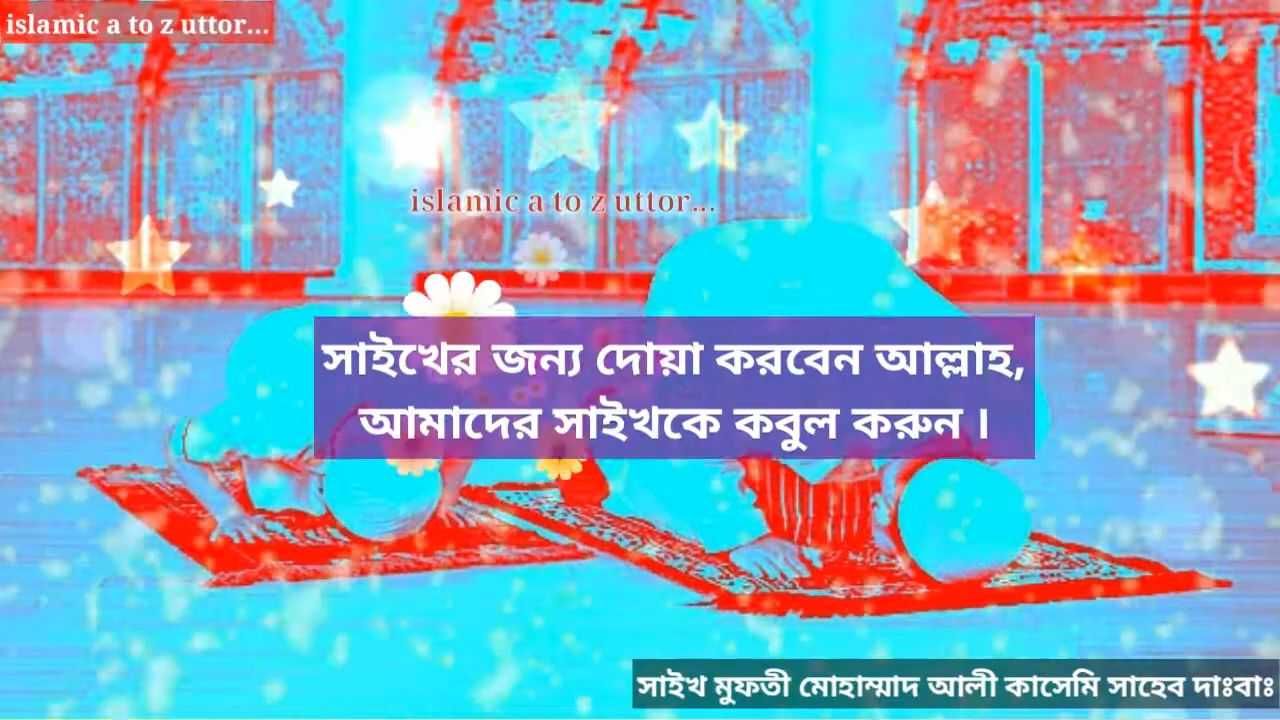 islamic a to z uttor...
islamic a to z uttor...
সাইখের জন্য দোয়া করবেন আল্লাহ,
আমাদের সাইখকে কবুল করুন ।
সাইখ মুফতী মোহাম্মাদ আলী কাসেমি সাহেব দাঃবাঃ